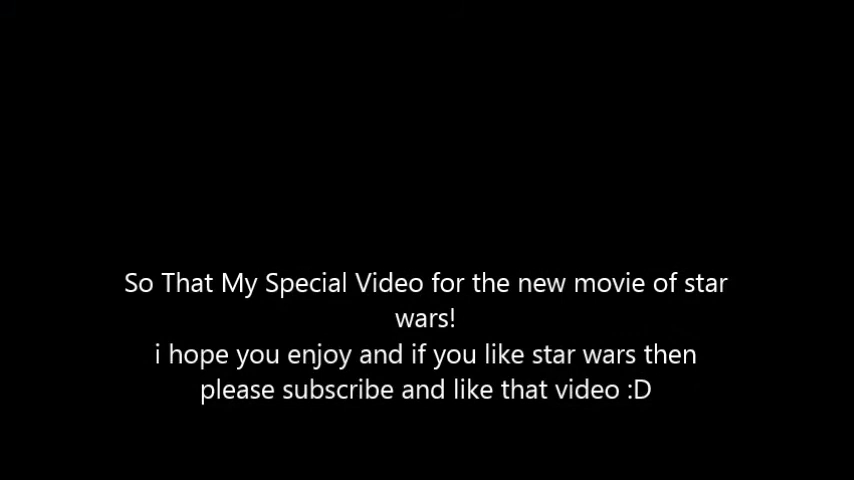 So That My Special Video for the new movie of star
wars!
i hope you enjoy and if you like star wars then
please subscribe and like that video :D